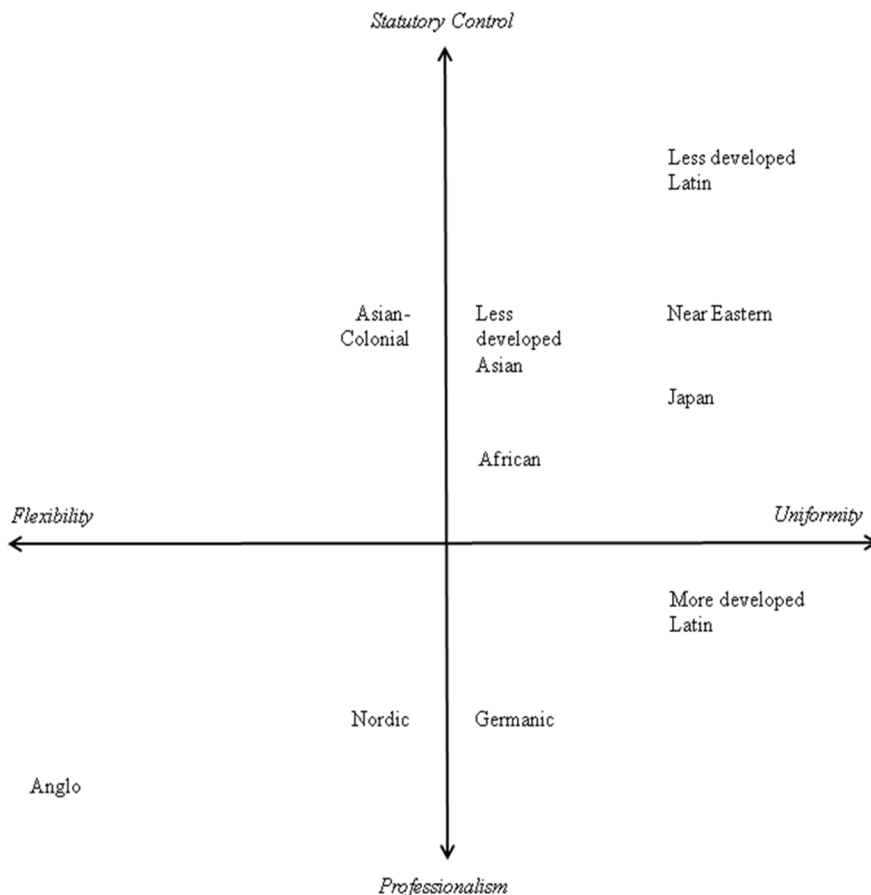 Statutory Control
Less developed
Latin
Asian-
Colonial
Less
developed
Asian
Near Eastern
Japan
African
Flexibility
Uniformity
More developed
Latin
Nordic
Germanic
Anglo
Professionalism